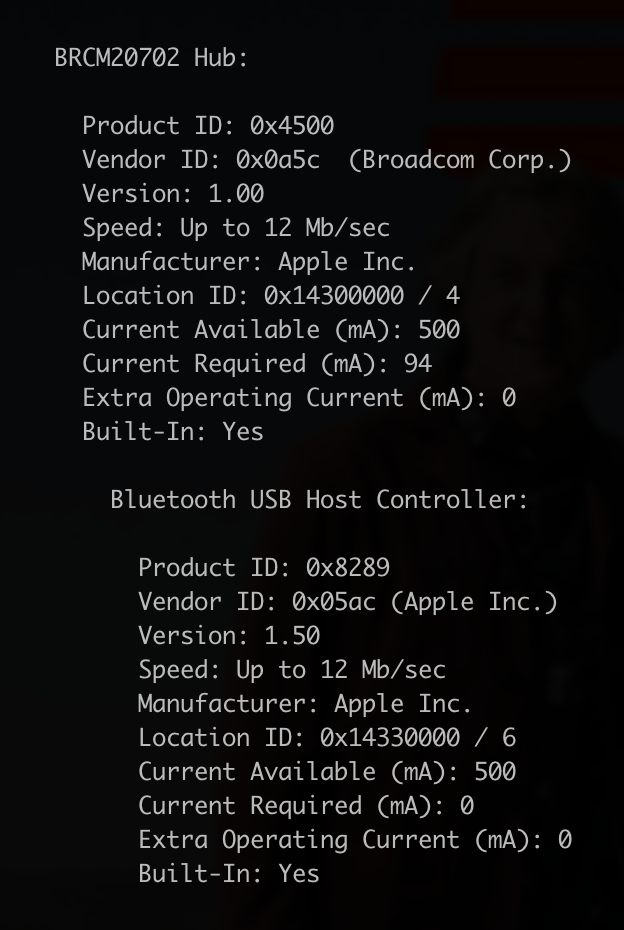 BRCM20702 Hub:
Product ID: 0x4500
Vendor ID: 0x0a5c  (Broadcom Corp.)
Version: 1.00
Speed: Up to 12 Mb/sec
Manufacturer: Apple Inc.
Location ID: 0x14300000 / 4
Current Available (mA): 500
Current Required (mA): 94
Extra Operating Current (mA): 0
Built-In: Yes
Bluetooth USB Host Controller:
Product ID: 0x8289
Vendor ID: 0x05ac (Apple Inc.)
Version: 1.50
Speed: Up to 12 Mb/sec
Manufacturer: Apple Inc.
Location ID: 0x14330000 / 6
Current Available (mA): 500
Current Required (mA): 0
Extra Operating Current (mA): 0
Built-In: Yes